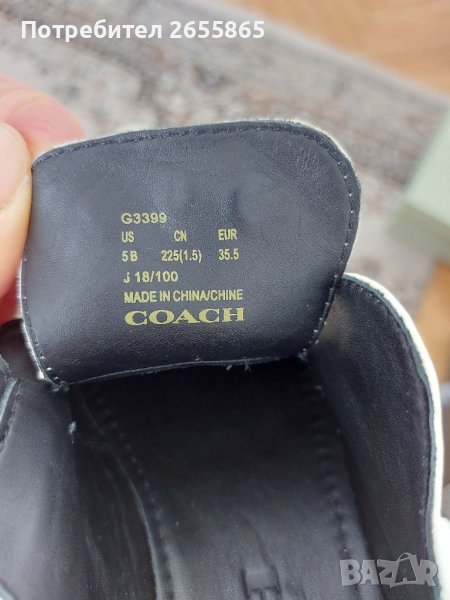 Потребител 2655865
G3399
US CN EUR
5 B 225(1.5) 35.5
J 18/100
MADE IN CHINA/CHINE
COACH
BAZAR